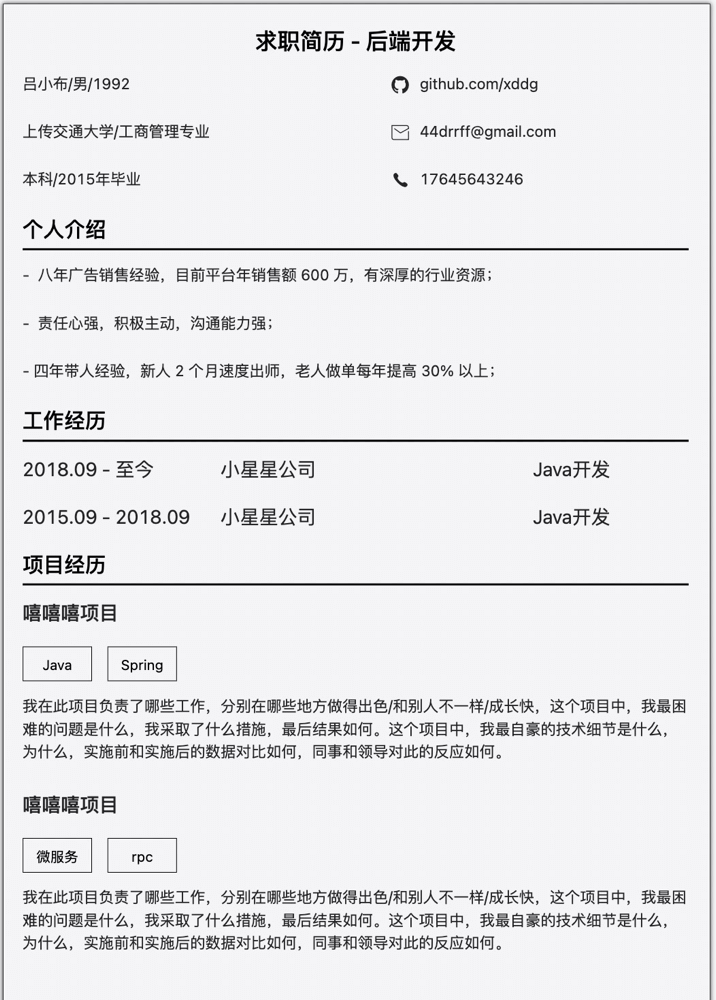 求职简历 - 后端开发
吕小布/男/1992
github.com/xddg
上传交通大学/工商管理专业
44drrff@gmail.com
本科/2015年毕业
17645643246
个人介绍
- 八年广告销售经验，目前平台年销售额 600 万，有深厚的行业资源；
- 责任心强，积极主动，沟通能力强；
- 四年带人经验，新人 2 个月速度出师，老人做单每年提高 30% 以上；
工作经历
2018.09 - 至今 小星星公司 Java开发
2015.09 - 2018.09 小星星公司 Java开发
项目经历
嘻嘻嘻项目
Java Spring
我在此项目负责了哪些工作，分别在哪些地方做得出色/和别人不一样/成长快，这个项目中，我最困
难的问题是什么，我采取了什么措施，最后结果如何。这个项目中，我最自豪的技术细节是什么，
为什么，实施前和实施后的数据对比如何，同事和领导对此的反应如何。
嘻嘻嘻项目
微服务 rpc
我在此项目负责了哪些工作，分别在哪些地方做得出色/和别人不一样/成长快，这个项目中，我最困
难的问题是什么，我采取了什么措施，最后结果如何。这个项目中，我最自豪的技术细节是什么，
为什么，实施前和实施后的数据对比如何，同事和领导对此的反应如何。